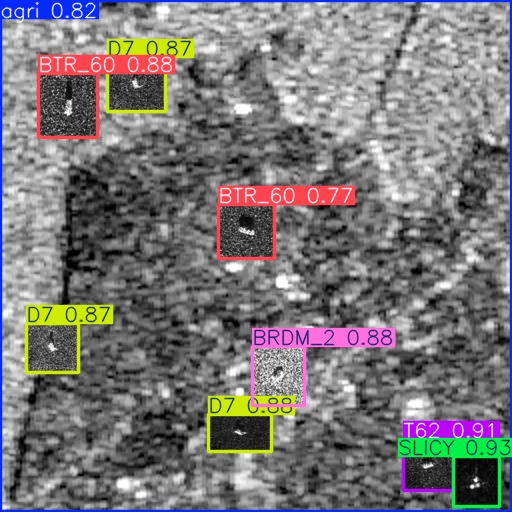 agri 0.82
D7 0.87
BTR_60 0.88
BTR_60 0.77
D7 0.87
BRDM_2 0.88
D7 0.88
T62 0.91
SLICY 0.93